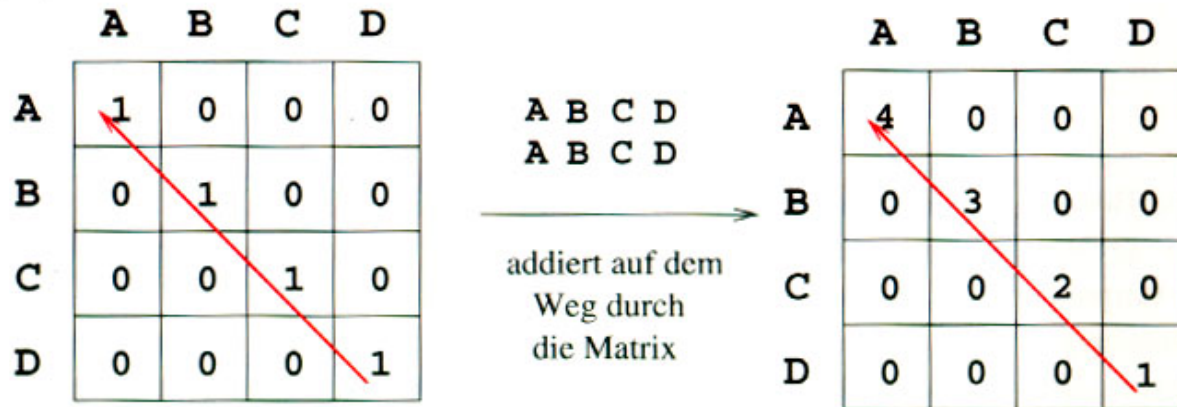 A B C D
A 1 0 0 0
B 0 1 0 0
C 0 0 1 0
D 0 0 0 1
A B C D
A B C D
addiert auf dem
Weg durch
die Matrix
A B C D
A 4 0 0 0
B 0 3 0 0
C 0 0 2 0
D 0 0 0 1